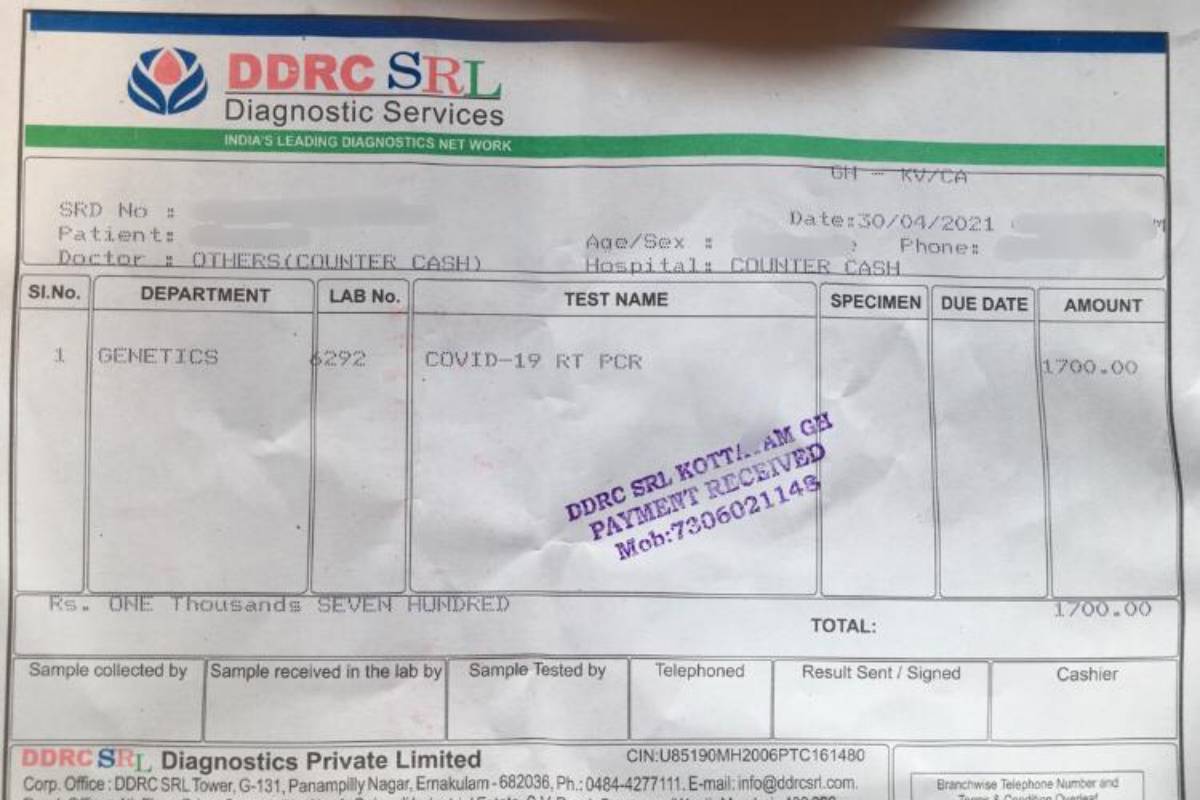 DDRC SRL
Diagnostic Services
INDIA'S LEADING DIAGNOSTICS NET WORK
GH - KV/CA
SRD No :
Date:30/04/2021
Patient:
Age/Sex : Phone:
Doctor : OTHERS(COUNTER CASH) Hospital: COUNTER CASH
SI.No. DEPARTMENT LAB No. TEST NAME SPECIMEN DUE DATE AMOUNT
1 GENETICS 6292 COVID-19 RT PCR 1700.00
DDRC SRL GH
PAYMENT RECEIVED
Mob:7306021148
Rs. ONE Thousands SEVEN HUNDRED 1700.00
TOTAL:
Sample collected by Sample received in the lab by Sample Tested by Telephoned Result Sent / Signed Cashier
DDRC SRL Diagnostics Private Limited CIN:U85190MH2006PTC161480
Corp. Office : DDRC SRL Tower, G-131, Panampilly Nagar, Ernakulam - 682036, Ph.: 0484-4277111. E-mail: info@ddrcsrl.com.
Branchwise Telephone Number and